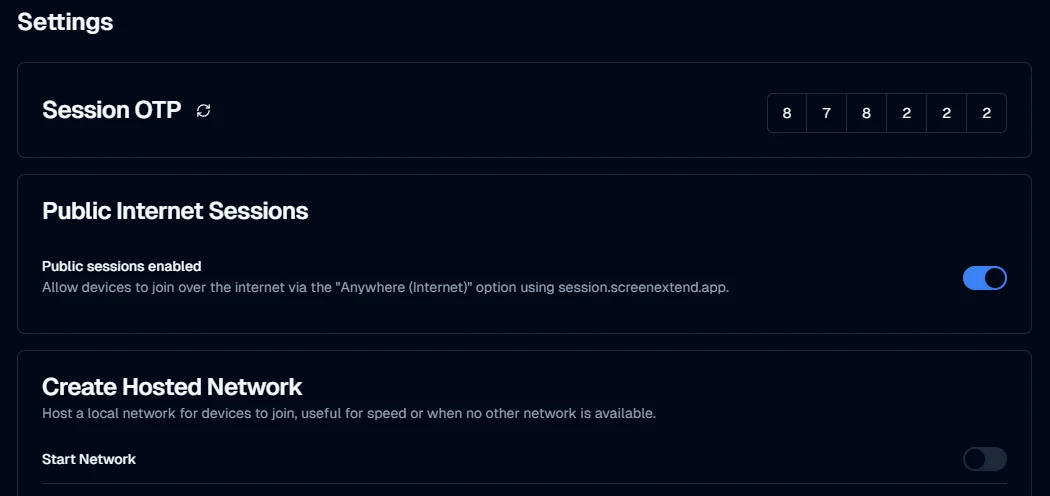 Settings
Session OTP
8 7 8 2 2 2
Public Internet Sessions
Public sessions enabled
Allow devices to join over the internet via the "Anywhere (Internet)" option using session.screenextend.app.
Create Hosted Network
Host a local network for devices to join, useful for speed or when no other network is available.
Start Network